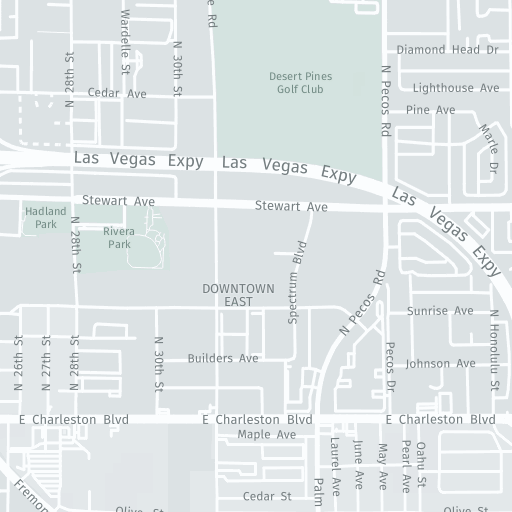 e Rd
Wardelle St
N 28th St
N 30th St
Cedar Ave
Desert Pines
Golf Club
N Pecos Rd
Diamond Head Dr
Lighthouse Ave
Pine Ave
Marle Dr
Las Vegas Expy
Las Vegas Expy
Las Vegas Expy
Stewart Ave
Stewart Ave
Hadland
Park
Rivera
Park
N 28th St
Spectrum Blvd
DOWNTOWN
EAST
N Pecos Rd
Sunrise Ave
N Honolulu St
N 26th St
N 27th St
N 28th St
N 30th St
Builders Ave
Pecos Dr
Johnson Ave
E Charleston Blvd
E Charleston Blvd
E Charleston Blvd
Maple Ave
Laurel Ave
June Ave
May Ave
Pearl Ave
Oahu St
Fremon
Cedar St
Palm
Olive St
Olive St